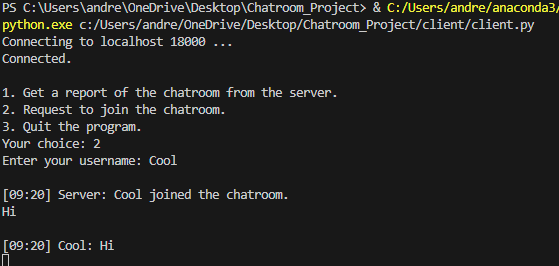 PS C:\Users\andre\OneDrive\Desktop\Chatroom_Project> & C:/Users/andre/anaconda3/
python.exe c:/Users/andre/OneDrive/Desktop/Chatroom_Project/client/client.py
Connecting to localhost 18000 ...
Connected.
1. Get a report of the chatroom from the server.
2. Request to join the chatroom.
3. Quit the program.
Your choice: 2
Enter your username: Cool
[09:20] Server: Cool joined the chatroom.
Hi
[09:20] Cool: Hi